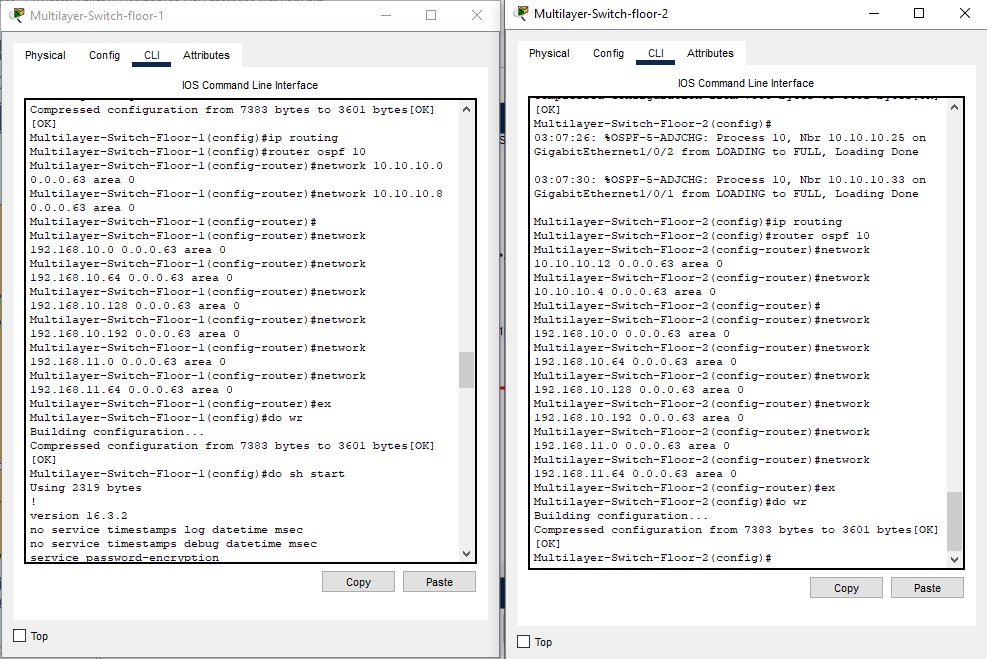 Multilayer-Switch-floor-1
Physical Config CLI Attributes
IOS Command Line Interface
Compressed configuration from 7383 bytes to 3601 bytes[OK]
[OK]
Multilayer-Switch-Floor-1(config)#ip routing
Multilayer-Switch-Floor-1(config)#router ospf 10
Multilayer-Switch-Floor-1(config-router)#network 10.10.10.0
0.0.0.63 area 0
Multilayer-Switch-Floor-1(config-router)#network 10.10.10.8
0.0.0.63 area 0
Multilayer-Switch-Floor-1(config-router)#
Multilayer-Switch-Floor-1(config-router)#network
192.168.10.0 0.0.0.63 area 0
Multilayer-Switch-Floor-1(config-router)#network
192.168.10.64 0.0.0.63 area 0
Multilayer-Switch-Floor-1(config-router)#network
192.168.10.128 0.0.0.63 area 0
Multilayer-Switch-Floor-1(config-router)#network
192.168.10.192 0.0.0.63 area 0
Multilayer-Switch-Floor-1(config-router)#network
192.168.11.0 0.0.0.63 area 0
Multilayer-Switch-Floor-1(config-router)#network
192.168.11.64 0.0.0.63 area 0
Multilayer-Switch-Floor-1(config-router)#ex
Multilayer-Switch-Floor-1(config)#do wr
Building configuration...
Compressed configuration from 7383 bytes to 3601 bytes[OK]
[OK]
Multilayer-Switch-Floor-1(config)#do sh start
Using 2319 bytes
!
version 16.3.2
no service timestamps log datetime msec
no service timestamps debug datetime msec
service password-encryption
Copy Paste
Top
Multilayer-Switch-floor-2
Physical Config CLI Attributes
IOS Command Line Interface
[OK]
Multilayer-Switch-Floor-2(config)#
03:07:26: %OSPF-5-ADJCHG: Process 10, Nbr 10.10.10.25 on
GigabitEthernet1/0/2 from LOADING to FULL, Loading Done
03:07:30: %OSPF-5-ADJCHG: Process 10, Nbr 10.10.10.33 on
GigabitEthernet1/0/1 from LOADING to FULL, Loading Done
Multilayer-Switch-Floor-2(config)#ip routing
Multilayer-Switch-Floor-2(config)#router ospf 10
Multilayer-Switch-Floor-2(config-router)#network
10.10.10.12 0.0.0.63 area 0
Multilayer-Switch-Floor-2(config-router)#network
10.10.10.4 0.0.0.63 area 0
Multilayer-Switch-Floor-2(config-router)#
Multilayer-Switch-Floor-2(config-router)#network
192.168.10.0 0.0.0.63 area 0
Multilayer-Switch-Floor-2(config-router)#network
192.168.10.64 0.0.0.63 area 0
Multilayer-Switch-Floor-2(config-router)#network
192.168.10.128 0.0.0.63 area 0
Multilayer-Switch-Floor-2(config-router)#network
192.168.10.192 0.0.0.63 area 0
Multilayer-Switch-Floor-2(config-router)#network
192.168.11.0 0.0.0.63 area 0
Multilayer-Switch-Floor-2(config-router)#network
192.168.11.64 0.0.0.63 area 0
Multilayer-Switch-Floor-2(config-router)#ex
Multilayer-Switch-Floor-2(config)#do wr
Building configuration...
Compressed configuration from 7383 bytes to 3601 bytes[OK]
[OK]
Multilayer-Switch-Floor-2(config)#
Copy Paste
Top